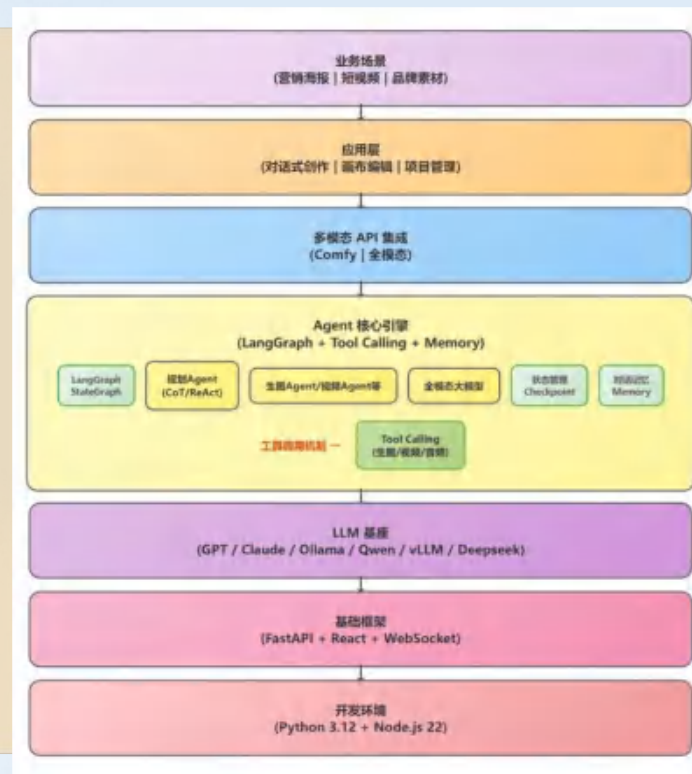 业务场景
(营销海报 | 短视频 | 品牌素材)
应用层
(对话式创作 | 画布编辑 | 项目管理)
多模态 API 集成
(Comfy | 全模态)
Agent 核心引擎
(LangGraph + Tool Calling + Memory)
LangGraph
StateGraph
规划Agent
(CoT/ReAct)
生图Agent/视频Agent等
全模态大模型
状态管理
Checkpoint
对话记忆
Memory
工具调用机制 —
Tool Calling
(生图/视频/音频)
LLM 基座
(GPT / Claude / Ollama / Qwen / vLLM / Deepseek)
基础框架
(FastAPI + React + WebSocket)
开发环境
(Python 3.12 + Node.js 22)